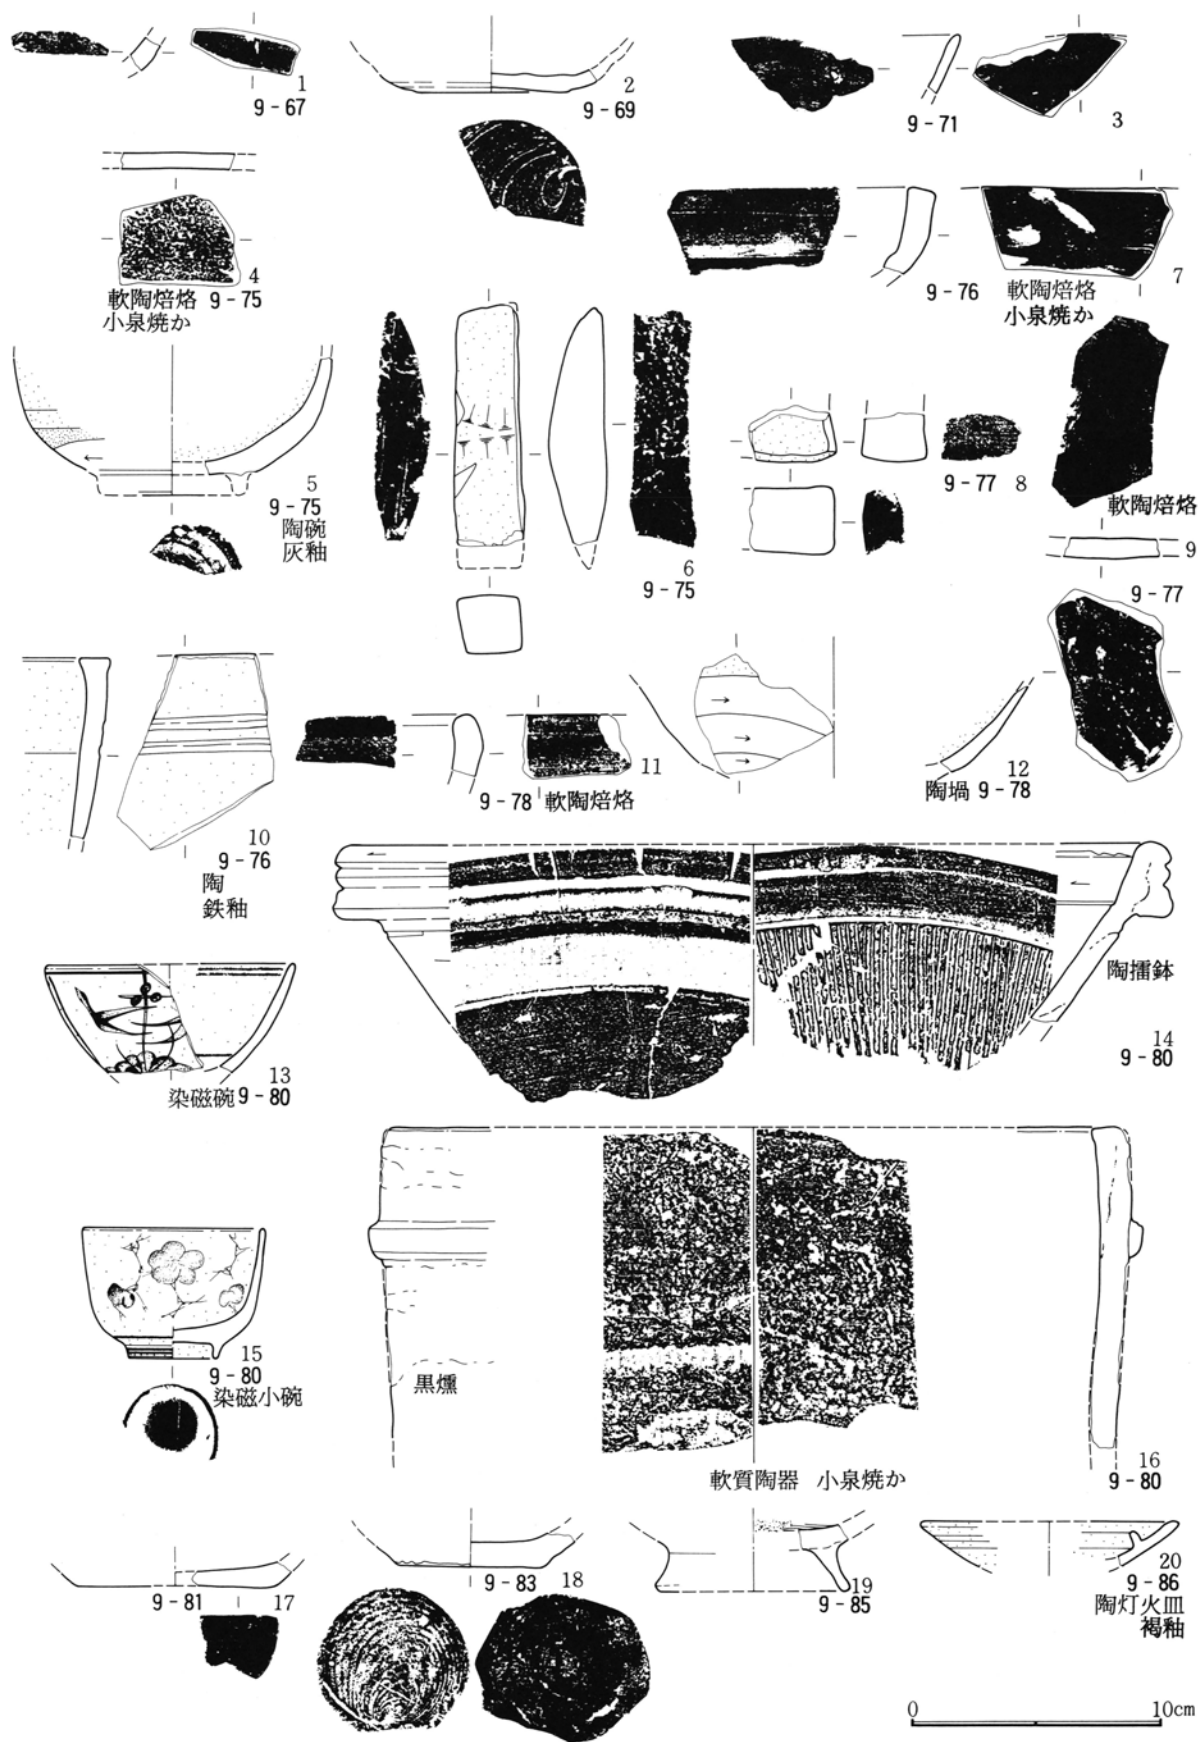 1
9-67
2
9-69
9-71
3
4
軟陶焙烙 9-75
小泉焼か
9-76
軟陶焙烙
小泉焼か
7
5
9-75
陶碗
灰釉
6
9-75
9-77 8
軟陶焙烙
9
9-77
10
9-76
陶
鉄釉
11
9-78 軟陶焙烙
12
陶堝 9-78
陶擂鉢
14
9-80
13
染磁碗 9-80
15
9-80
染磁小碗
黒燻
軟質陶器 小泉焼か
16
9-80
9-81 17
9-83 18
19
9-85
20
9-86
陶灯火皿
褐釉
0 10cm